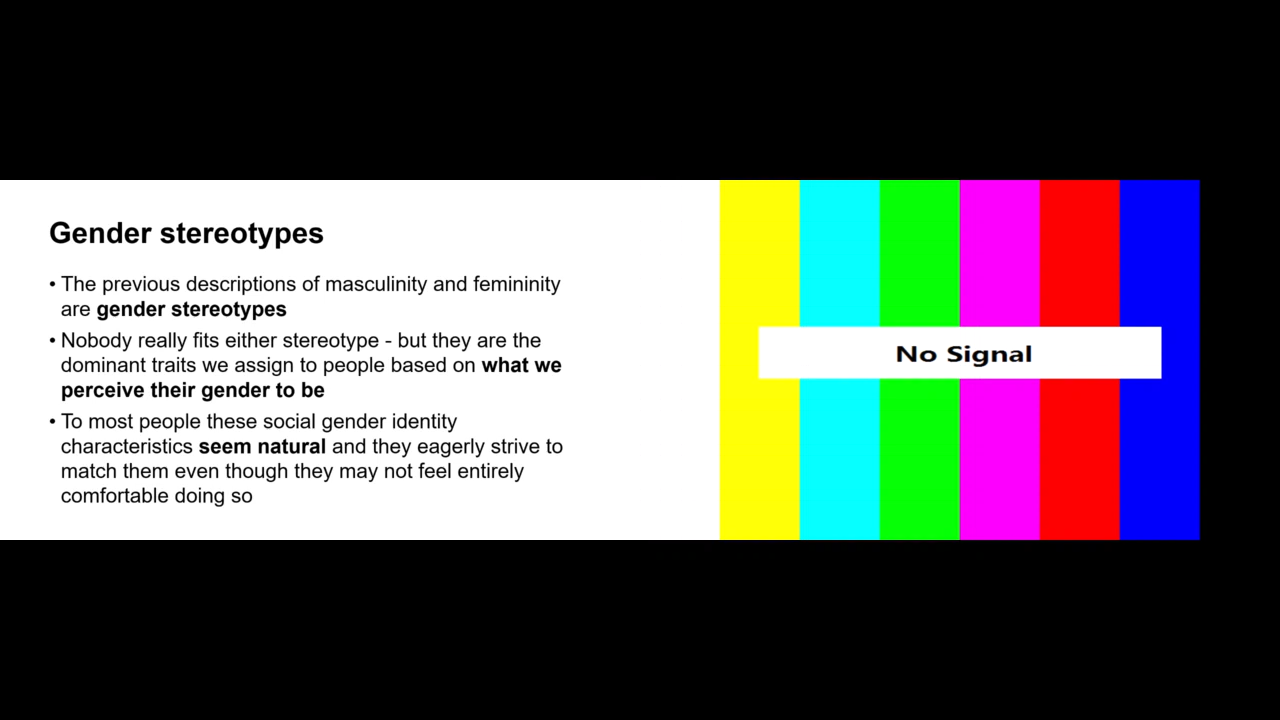 Gender stereotypes
• The previous descriptions of masculinity and femininity
are gender stereotypes
• Nobody really fits either stereotype - but they are the
dominant traits we assign to people based on what we
perceive their gender to be
• To most people these social gender identity
characteristics seem natural and they eagerly strive to
match them even though they may not feel entirely
comfortable doing so
No Signal